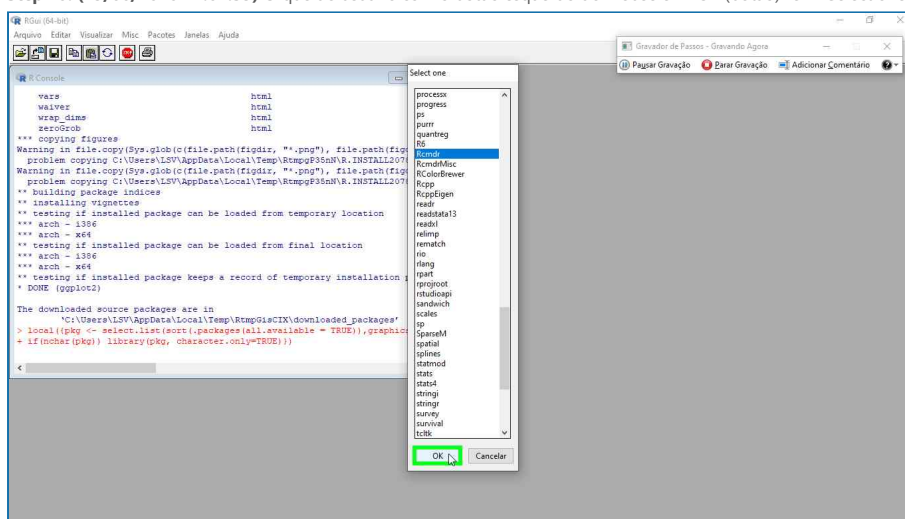 RGui (64-bit)
Arquivo Editar Visualizar Misc Pacotes Janelas Ajuda
Gravador de Passos - Gravando Agora
Pausar Gravação Parar Gravação Adicionar Comentário
R Console
vars html
waiver html
wrap_dims html
zeroGrob html
*** copying figures
Warning in file.copy(Sys.glob(c(file.path(figdir, "*.png"), file.path(fig
problem copying C:\Users\LSV\AppData\Local\Temp\RtmpgP35nN\R.INSTALL207
Warning in file.copy(Sys.glob(c(file.path(figdir, "*.png"), file.path(fig
problem copying C:\Users\LSV\AppData\Local\Temp\RtmpgP35nN\R.INSTALL207
** building package indices
** installing vignettes
** testing if installed package can be loaded from temporary location
*** arch - i386
*** arch - x64
** testing if installed package can be loaded from final location
*** arch - i386
*** arch - x64
** testing if installed package keeps a record of temporary installation
* DONE (ggplot2)
The downloaded source packages are in
'C:\Users\LSV\AppData\Local\Temp\RtmpGisCIX\downloaded_packages'
> local({pkg <- select.list(sort(.packages(all.available = TRUE)),graphics
+ if(nchar(pkg)) library(pkg, character.only=TRUE)})
Select one
processx
progress
ps
purrr
quantreg
R6
Rcmdr
RcmdrMisc
RColorBrewer
Rcpp
RcppEigen
readr
readstata13
readxl
relimp
rematch
rio
rlang
rpart
rprojroot
rstudioapi
sandwich
scales
sp
SparseM
spatial
splines
statmod
stats
stats4
stringi
stringr
survey
survival
tcltk
OK Cancelar